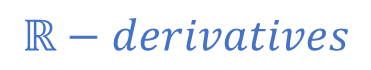 ℝ − derivatives